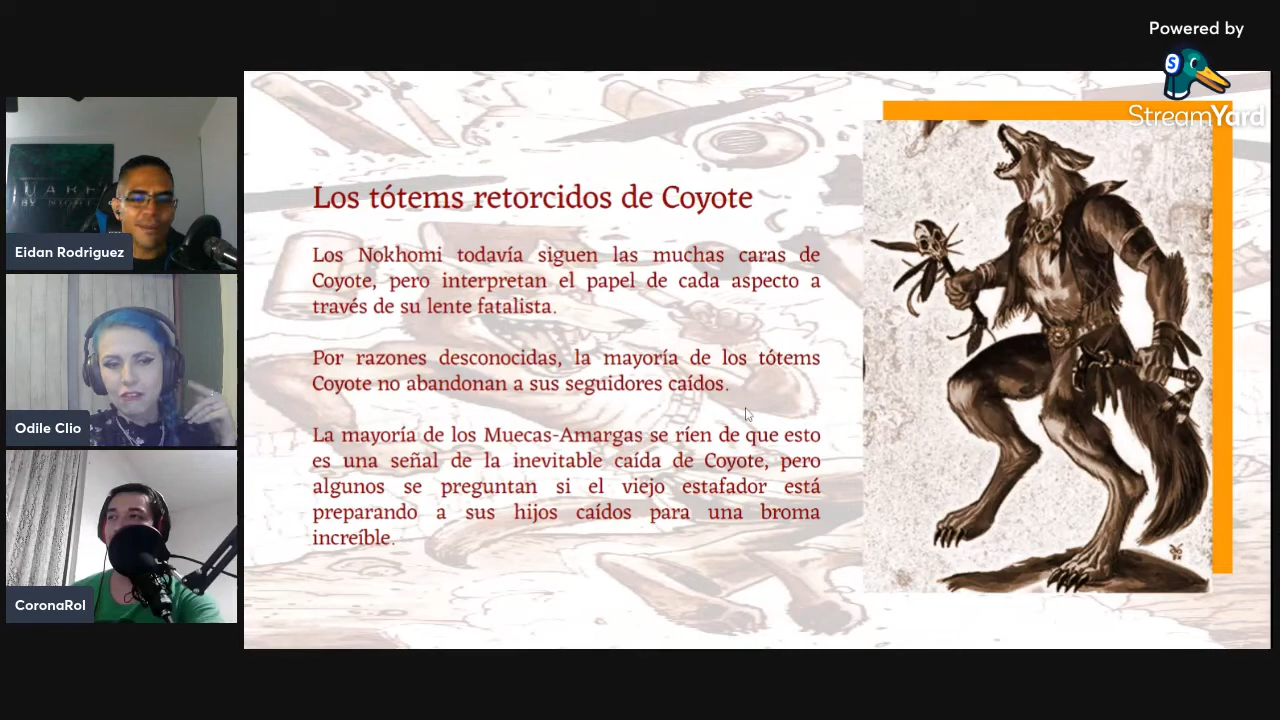 Powered by
StreamYard
Los tótems retorcidos de Coyote
Los Nokhomi todavía siguen las muchas caras de
Coyote, pero interpretan el papel de cada aspecto a
través de su lente fatalista.
Por razones desconocidas, la mayoría de los tótems
Coyote no abandonan a sus seguidores caídos.
La mayoría de los Muecas-Amargas se ríen de que esto
es una señal de la inevitable caída de Coyote, pero
algunos se preguntan si el viejo estafador está
preparando a sus hijos caídos para una broma
increíble.
Eidan Rodriguez
Odile Clio
CoronaRol